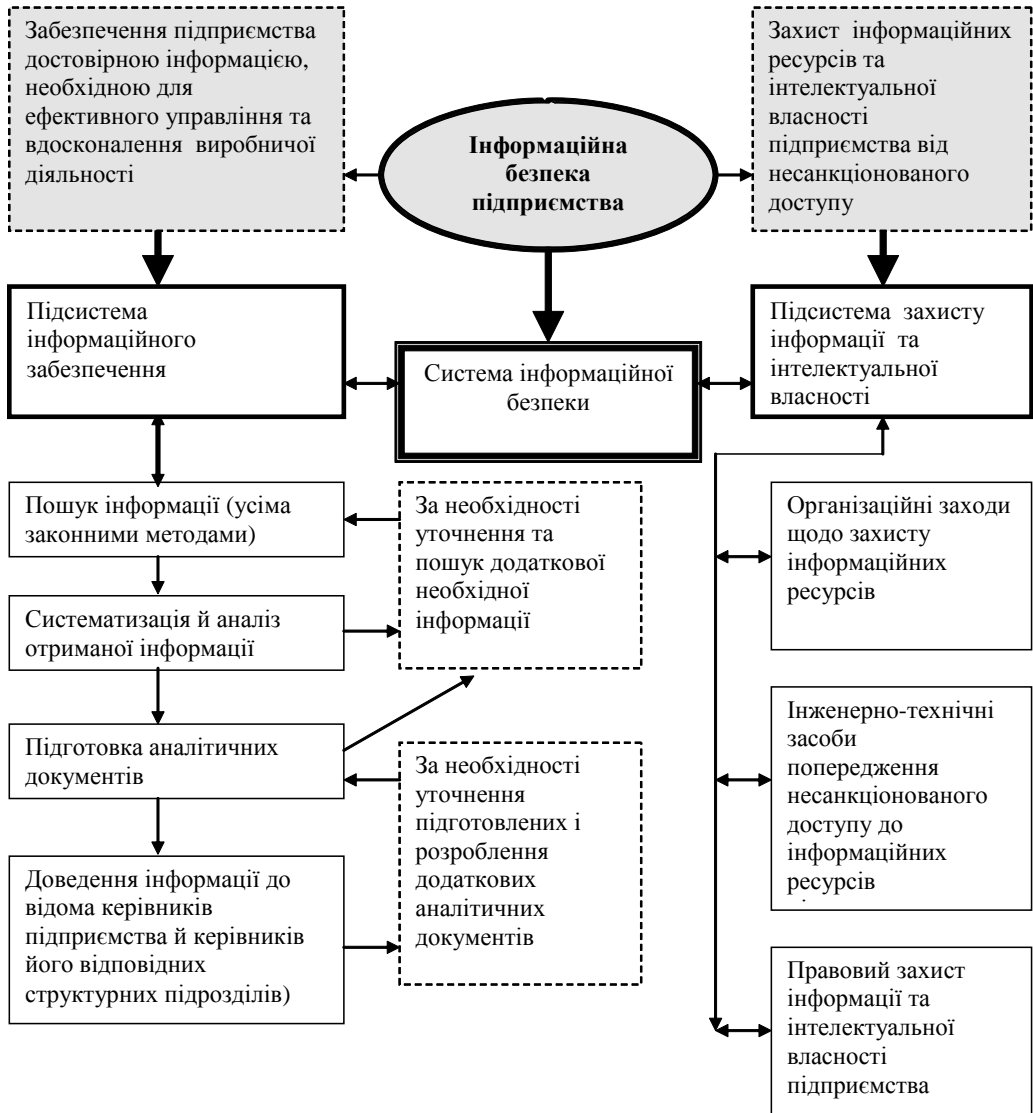 Забезпечення підприємства
достовірною інформацією,
необхідною для
ефективного управління та
вдосконалення виробничої
діяльності
Інформаційна
безпека
підприємства
Захист інформаційних
ресурсів та
інтелектуальної
власності
підприємства від
несанкціонованого
доступу
Підсистема
інформаційного
забезпечення
Система інформаційної
безпеки
Підсистема захисту
інформації та
інтелектуальної
власності
Пошук інформації (усіма
законними методами)
Систематизація й аналіз
отриманої інформації
Підготовка аналітичних
документів
Доведення інформації до
відома керівників
підприємства й керівників
його відповідних
структурних підрозділів)
За необхідності
уточнення та
пошук додаткової
необхідної
інформації
За необхідності
уточнення
підготовлених і
розроблення
додаткових
аналітичних
документів
Організаційні заходи
щодо захисту
інформаційних
ресурсів
Інженерно-технічні
засоби
попередження
несанкціонованого
доступу до
інформаційних
ресурсів
Правовий захист
інформації та
інтелектуальної
власності
підприємства